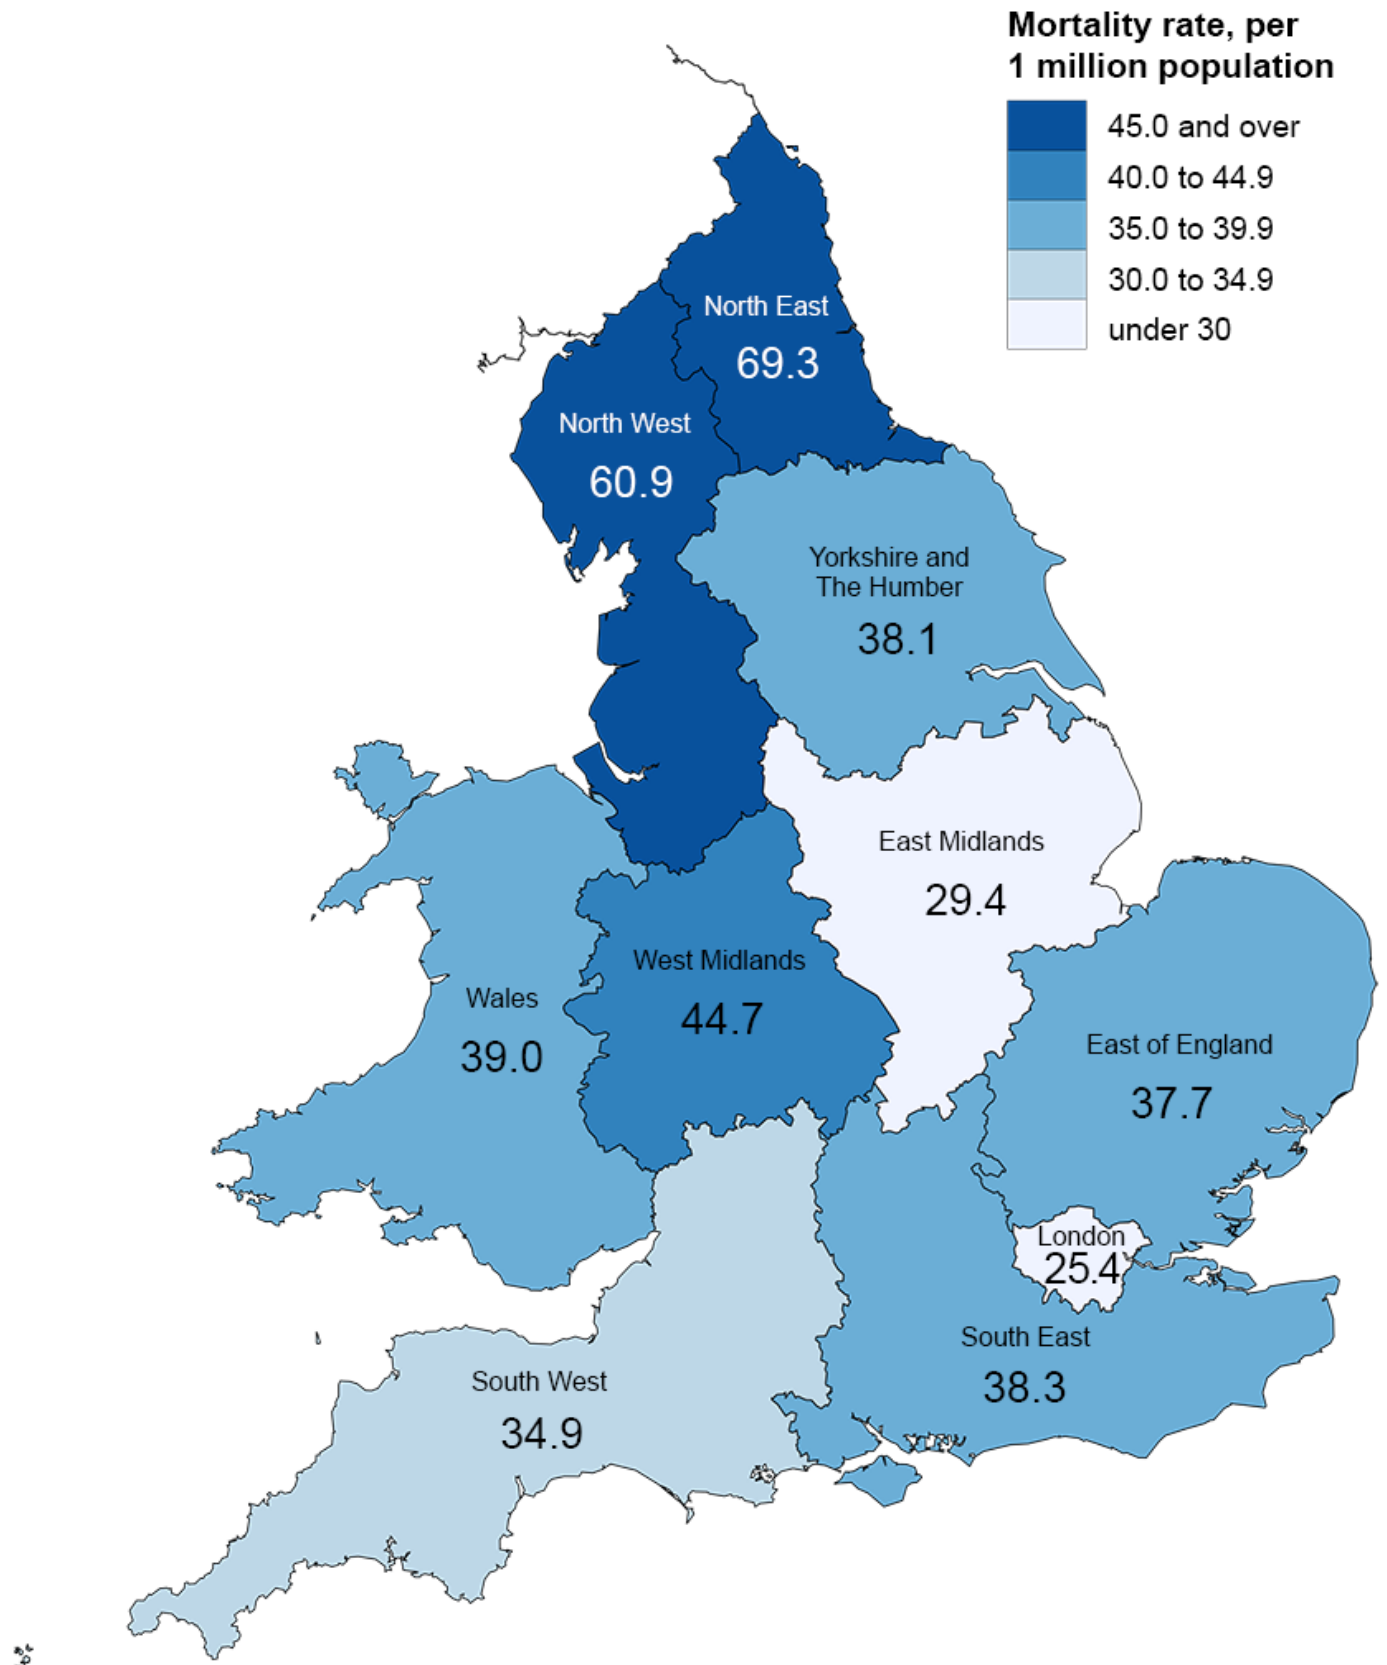 Mortality rate, per
1 million population
45.0 and over
40.0 to 44.9
35.0 to 39.9
30.0 to 34.9
under 30
North East
69.3
North West
60.9
Yorkshire and
The Humber
38.1
East Midlands
29.4
West Midlands
44.7
Wales
39.0
East of England
37.7
London
25.4
South East
38.3
South West
34.9